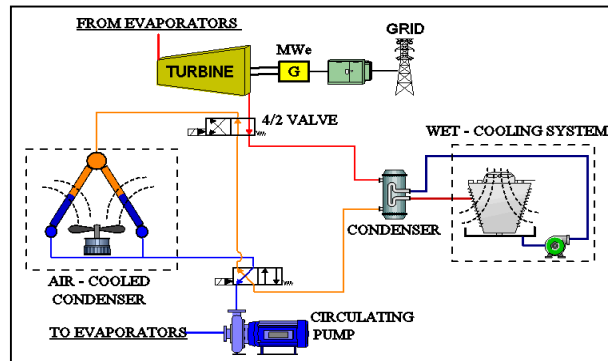 FROM EVAPORATORS
MWe
GRID
TURBINE
G
4/2 VALVE
WET - COOLING SYSTEM
CONDENSER
AIR - COOLED
CONDENSER
CIRCULATING
PUMP
TO EVAPORATORS